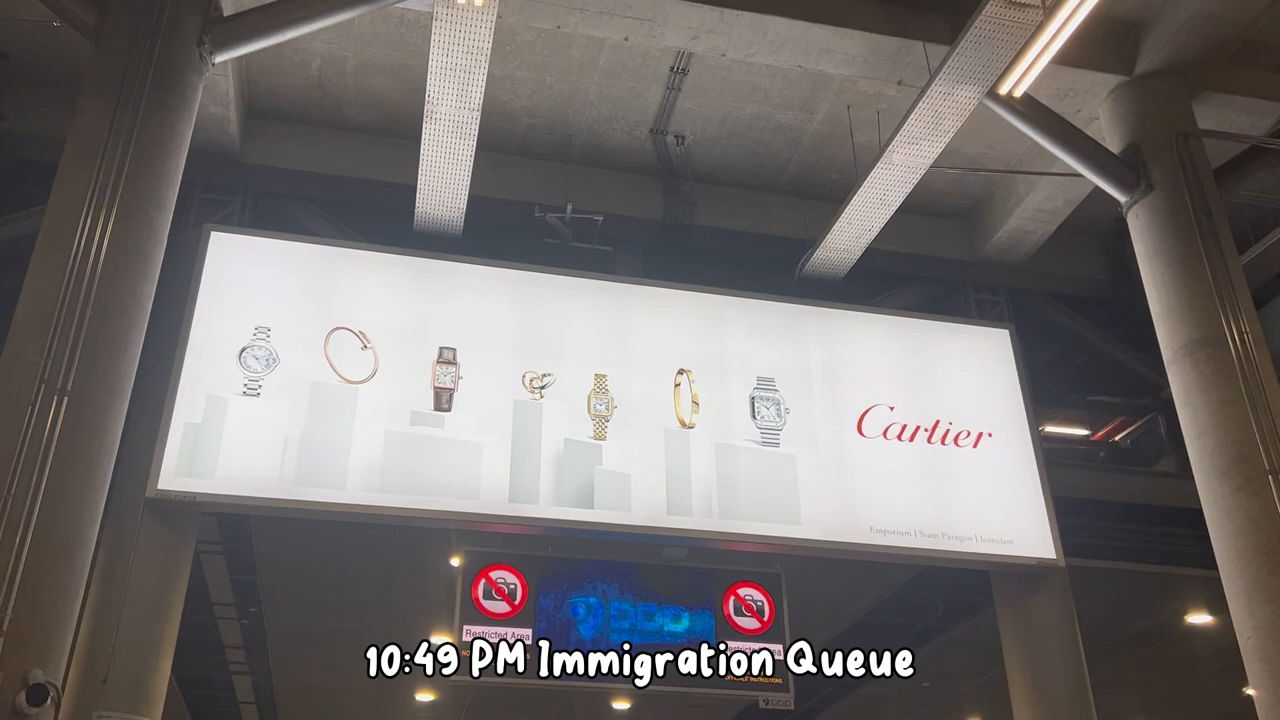 Cartier
Emporium | Siam Paragon | Iconsiam
Restricted Area
10:49 PM Immigration Queue